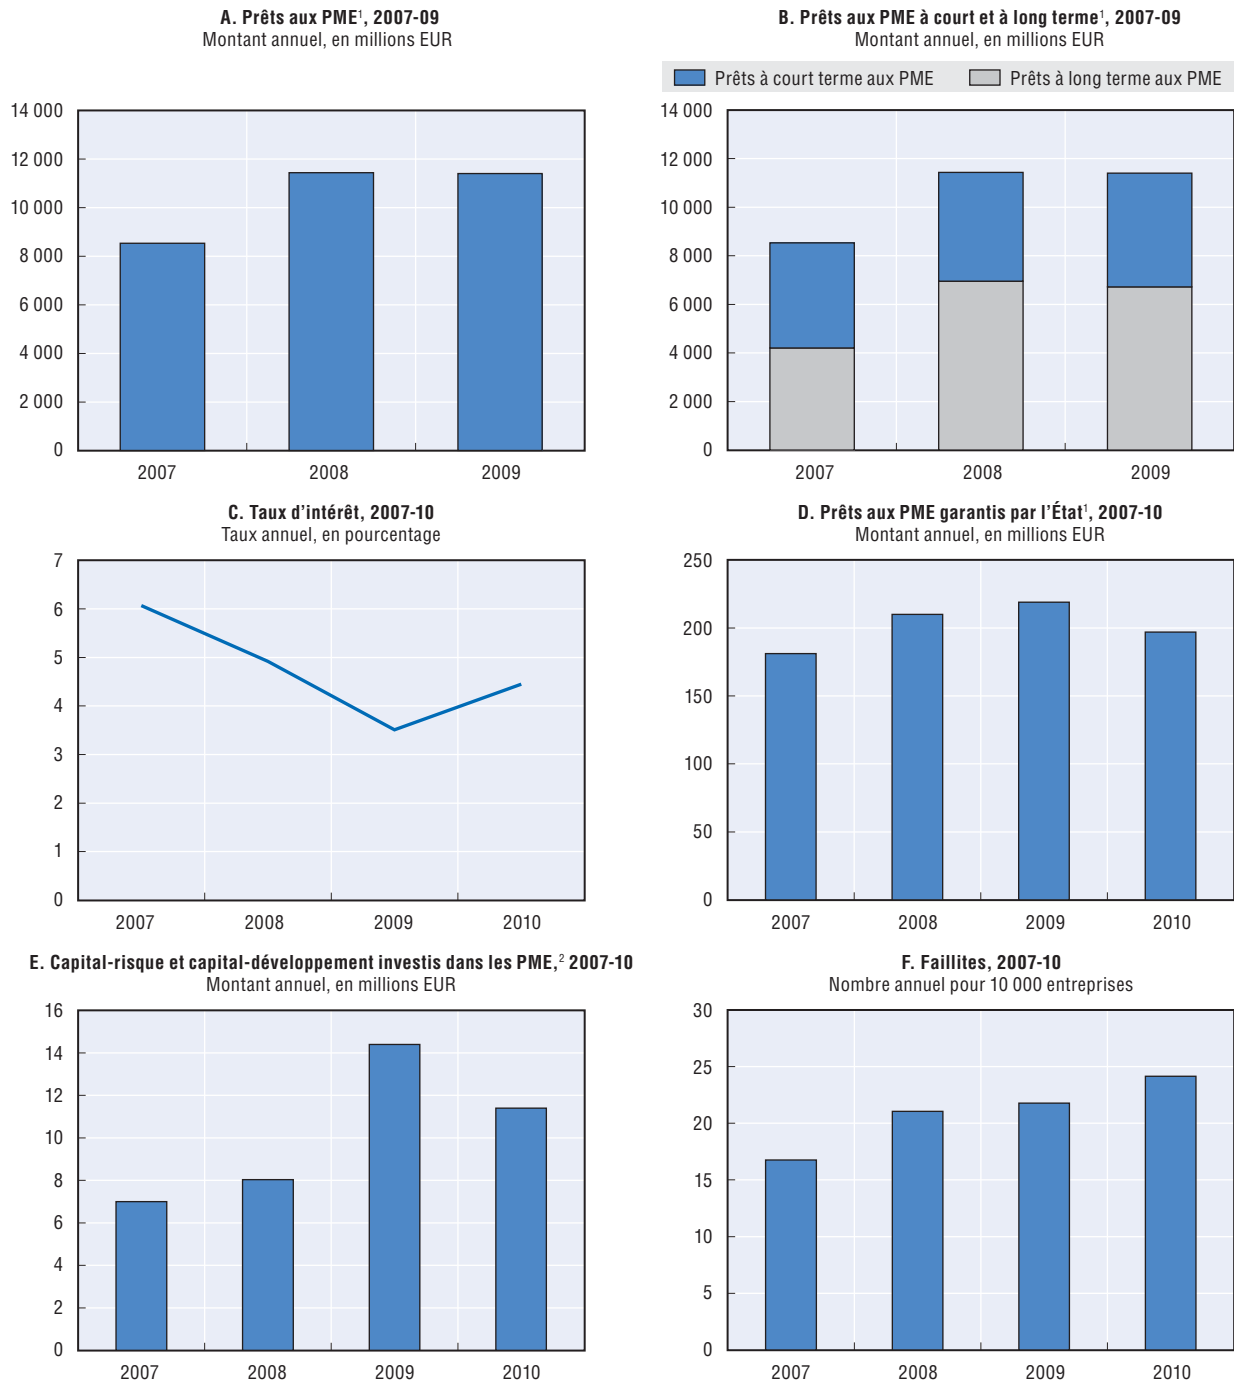 A. Prêts aux PME¹, 2007-09
Montant annuel, en millions EUR
14 000
12 000
10 000
8 000
6 000
4 000
2 000
0
2007 2008 2009
B. Prêts aux PME à court et à long terme¹, 2007-09
Montant annuel, en millions EUR
Prêts à court terme aux PME Prêts à long terme aux PME
14 000
12 000
10 000
8 000
6 000
4 000
2 000
0
2007 2008 2009
C. Taux d'intérêt, 2007-10
Taux annuel, en pourcentage
7
6
5
4
3
2
1
0
2007 2008 2009 2010
D. Prêts aux PME garantis par l'État¹, 2007-10
Montant annuel, en millions EUR
250
200
150
100
50
0
2007 2008 2009 2010
E. Capital-risque et capital-développement investis dans les PME,² 2007-10
Montant annuel, en millions EUR
16
14
12
10
8
6
4
2
0
2007 2008 2009 2010
F. Faillites, 2007-10
Nombre annuel pour 10 000 entreprises
30
25
20
15
10
5
0
2007 2008 2009 2010